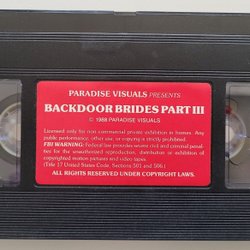 PARADISE VISUALS PRESENTS
BACKDOOR BRIDES PART III
© 1988 PARADISE VISUALS
Licensed only for non commercial private exhibition in homes. Any
public performance, other use, or copying is strictly prohibited.
FBI WARNING: Federal law provides severe civil and criminal penal-
ties for the unauthorized reproduction, distribution or exhibition of
copyrighted motion pictures and video tapes.
(Title 17 United States Code, Sections 501 and 506.)
ALL RIGHTS RESERVED UNDER COPYRIGHT LAWS.